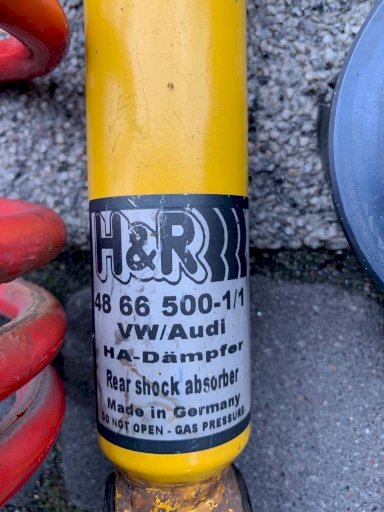 H&R
48 66 500-1/1
VW/Audi
HA-Dämpfer
Rear shock absorber
Made in Germany
DO NOT OPEN - GAS PRESSURE